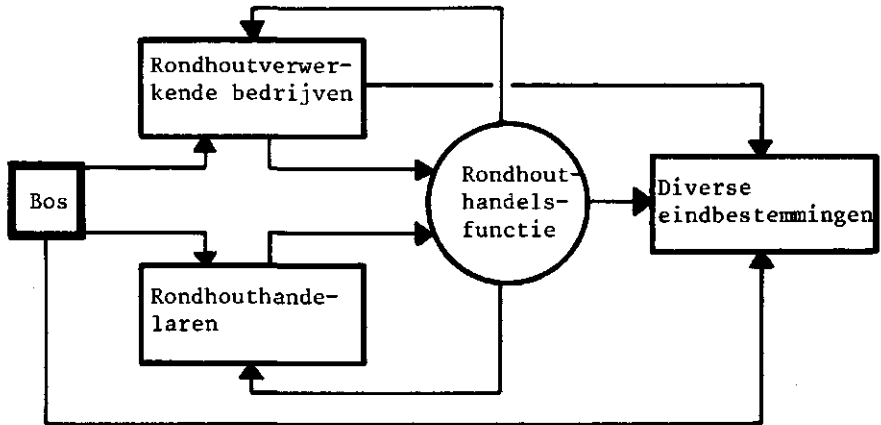 Rondhoutverwer-
kende bedrijven
Bos
Rondhout-
handels-
functie
Diverse
eindbestemmingen
Rondhouthande-
laren